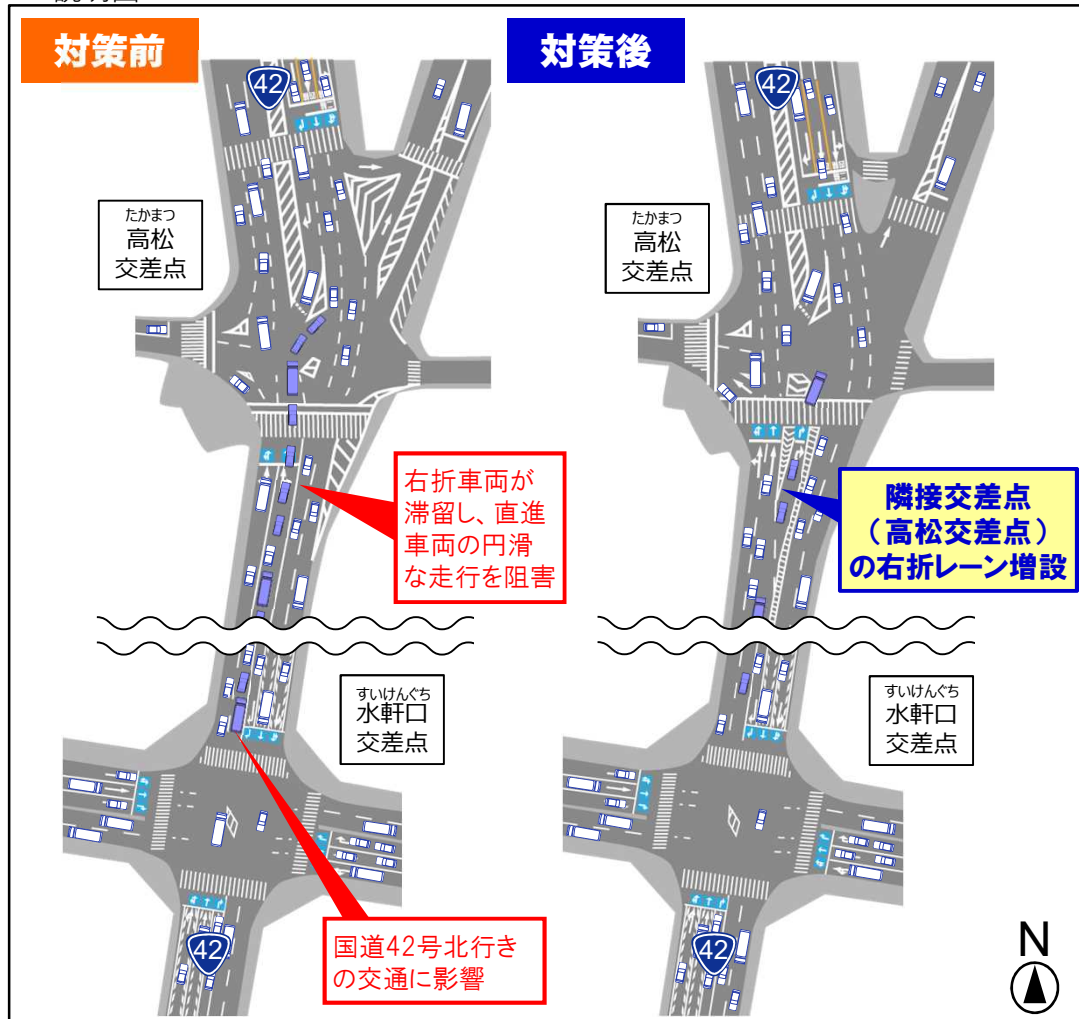 対策前
対策後
42
42
たかまつ
高松
交差点
たかまつ
高松
交差点
右折車両が
滞留し、直進
車両の円滑
な走行を阻害
隣接交差点
（高松交差点）
の右折レーン増設
すいけんぐち
水軒口
交差点
すいけんぐち
水軒口
交差点
国道42号北行き
の交通に影響
42
42
N